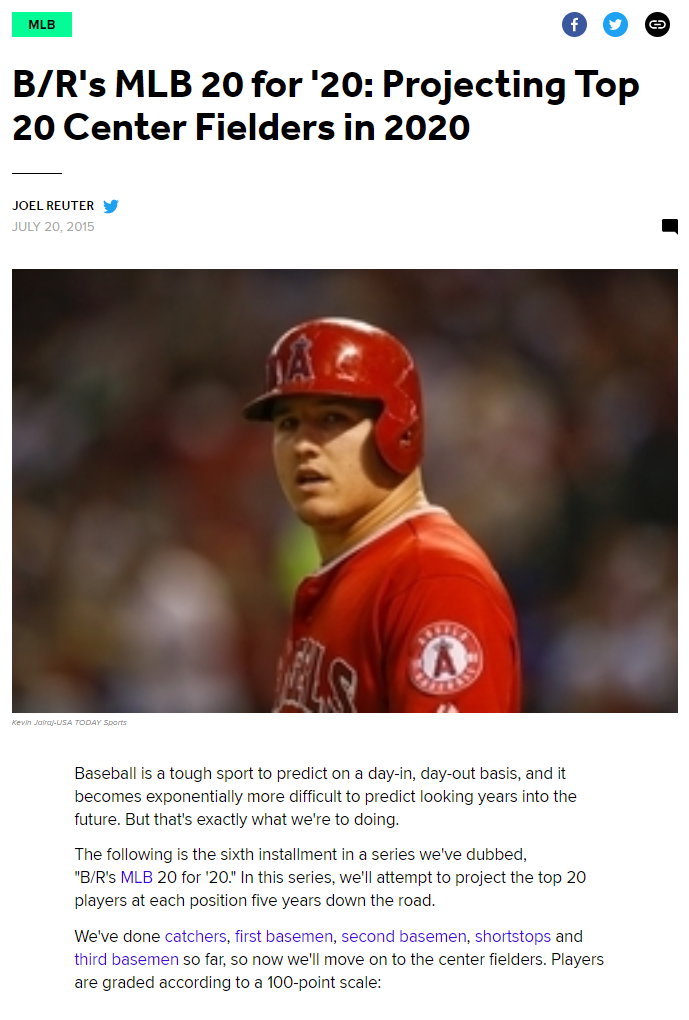 MLB
B/R's MLB 20 for '20: Projecting Top
20 Center Fielders in 2020
JOEL REUTER
JULY 20, 2015
A
ANGELS
BASEBALL
A
Kevin Jairaj-USA TODAY Sports
Baseball is a tough sport to predict on a day-in, day-out basis, and it
becomes exponentially more difficult to predict looking years into the
future. But that's exactly what we're to doing.
The following is the sixth installment in a series we've dubbed,
"B/R's MLB 20 for '20." In this series, we'll attempt to project the top 20
players at each position five years down the road.
We've done catchers, first basemen, second basemen, shortstops and
third basemen so far, so now we'll move on to the center fielders. Players
are graded according to a 100-point scale: